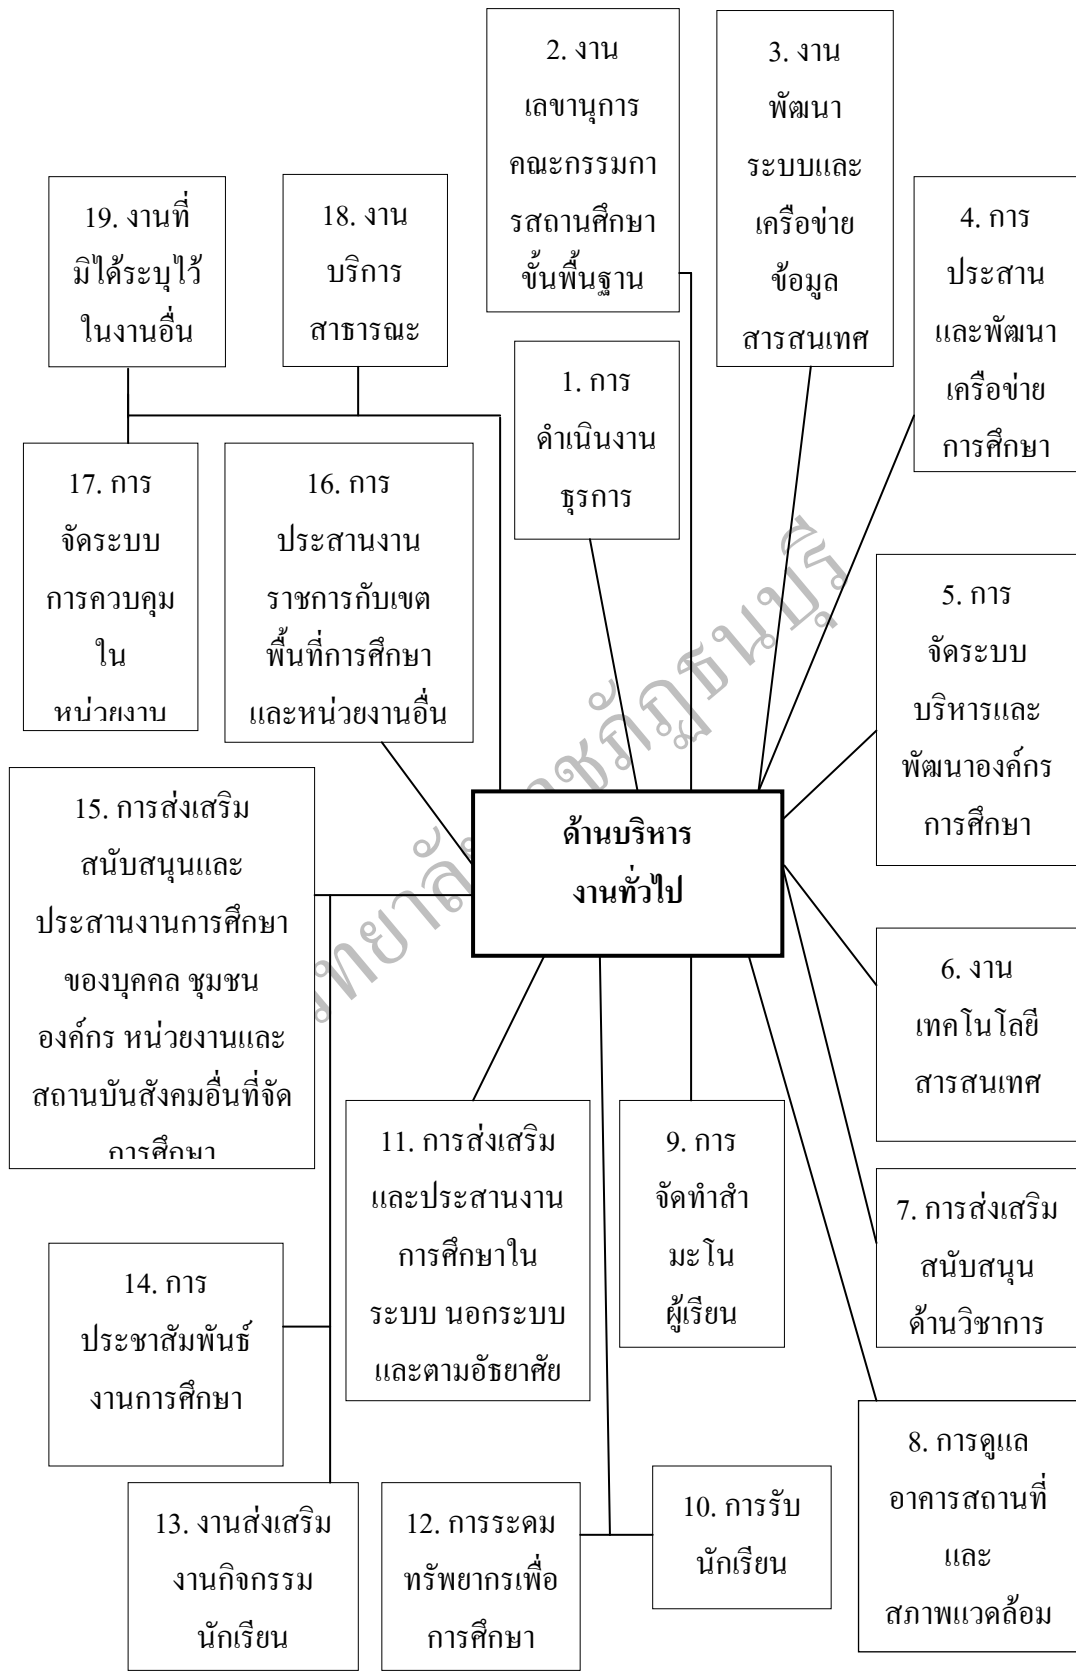 2. งาน
เลขานุการ
คณะกรรมกา
รสถานศึกษา
ขั้นพื้นฐาน
3. งาน
พัฒนา
ระบบและ
เครือข่าย
ข้อมูล
สารสนเทศ
19. งานที่
มิได้ระบุไว้
ในงานอื่น
18. งาน
บริการ
สาธารณะ
4. การ
ประสาน
และพัฒนา
เครือข่าย
การศึกษา
1. การ
ดำเนินงาน
ธุรการ
17. การ
จัดระบบ
การควบคุม
ใน
หน่วยงาน
16. การ
ประสานงาน
ราชการกับเขต
พื้นที่การศึกษา
และหน่วยงานอื่น
5. การ
จัดระบบ
บริหารและ
พัฒนาองค์กร
การศึกษา
15. การส่งเสริม
สนับสนุนและ
ประสานงานการศึกษา
ของบุคคล ชุมชน
องค์กร หน่วยงานและ
สถานบันสังคมอื่นที่จัด
การศึกษา
ด้านบริหาร
งานทั่วไป
6. งาน
เทคโนโลยี
สารสนเทศ
11. การส่งเสริม
และประสานงาน
การศึกษาใน
ระบบ นอกระบบ
และตามอัธยาศัย
9. การ
จัดทำสำ
มะโน
ผู้เรียน
7. การส่งเสริม
สนับสนุน
ด้านวิชาการ
14. การ
ประชาสัมพันธ์
งานการศึกษา
8. การดูแล
อาคารสถานที่
และ
สภาพแวดล้อม
13. งานส่งเสริม
งานกิจกรรม
นักเรียน
12. การระดม
ทรัพยากรเพื่อ
การศึกษา
10. การรับ
นักเรียน